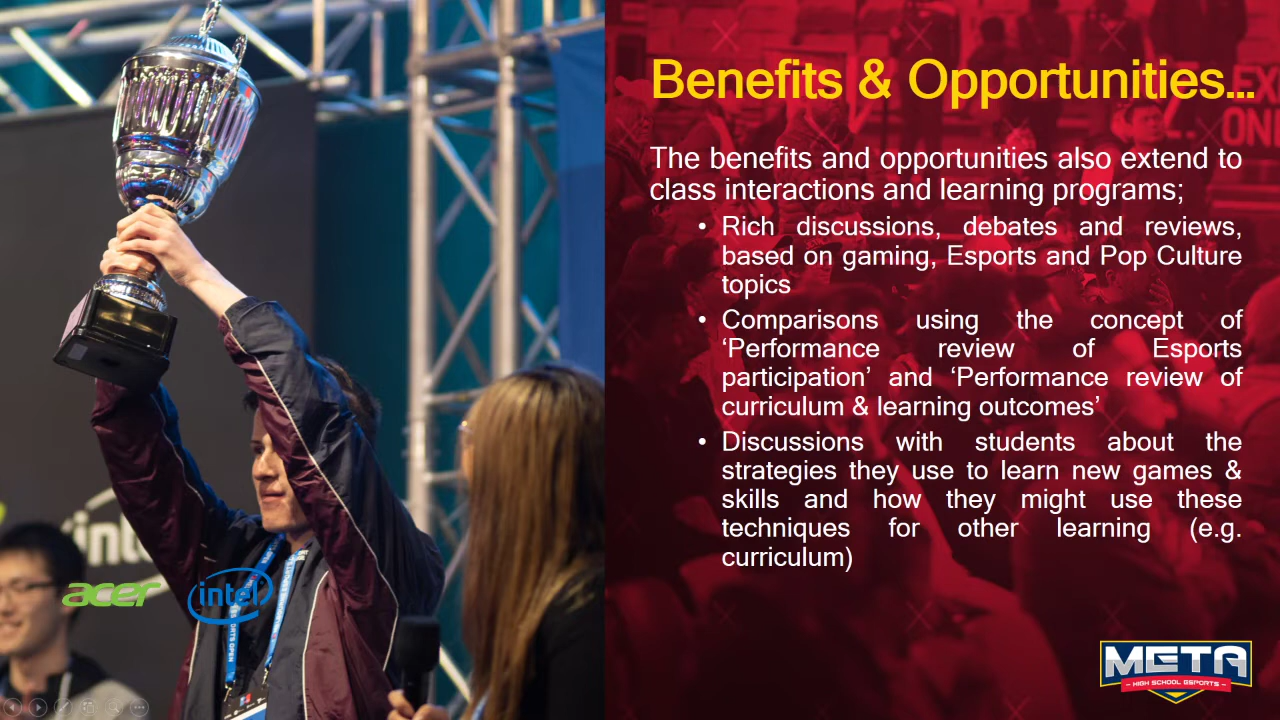 Benefits & Opportunities...
The benefits and opportunities also extend to
class interactions and learning programs;
• Rich discussions, debates and reviews,
based on gaming, Esports and Pop Culture
topics
• Comparisons using the concept of
‘Performance review of Esports
participation’ and ‘Performance review of
curriculum & learning outcomes’
• Discussions with students about the
strategies they use to learn new games &
skills and how they might use these
techniques for other learning (e.g.
curriculum)
acer
intel
META
HIGH SCHOOL ESPORTS